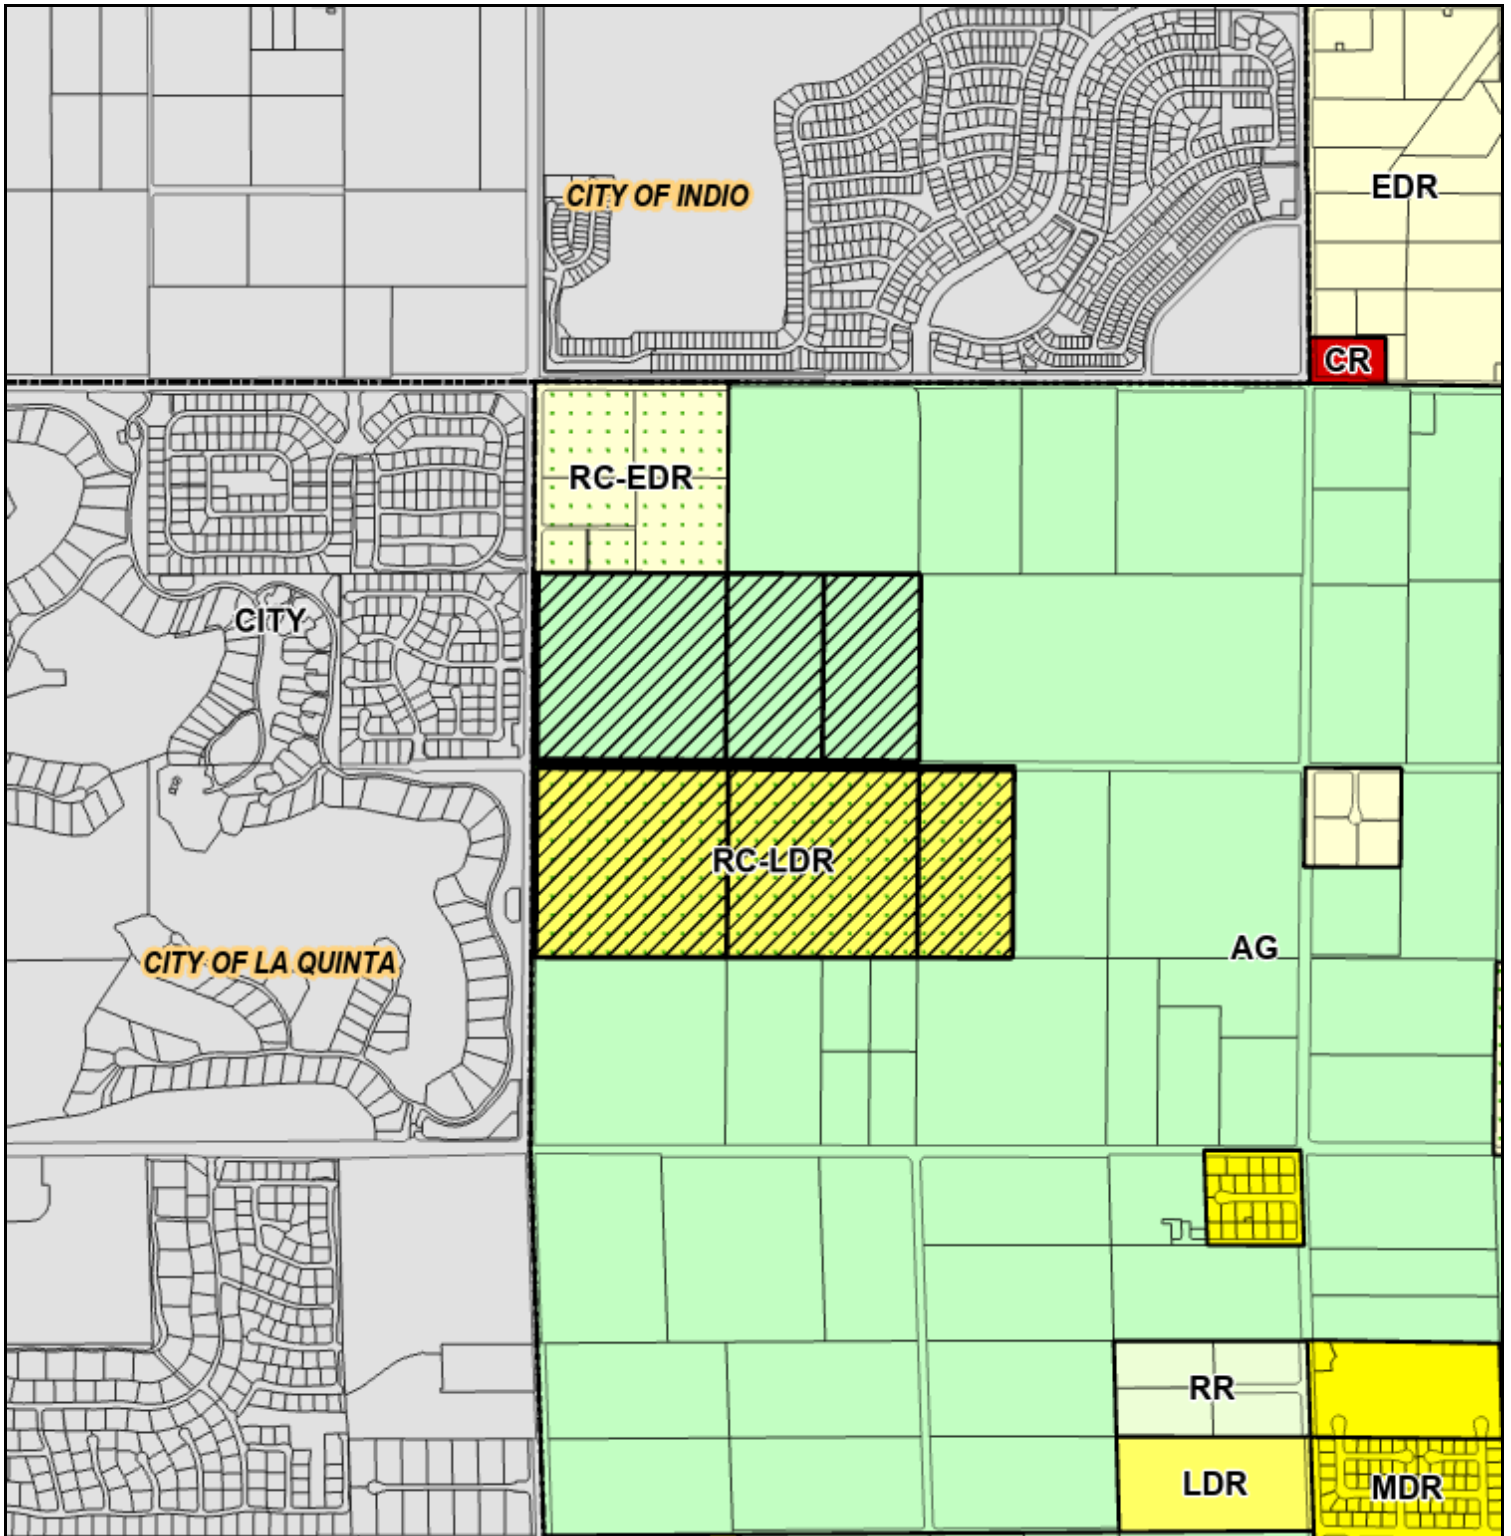 CITY OF INDIO
EDR
CR
RC-EDR
CITY
RC-LDR
CITY OF LA QUINTA
AG
RR
LDR
MDR